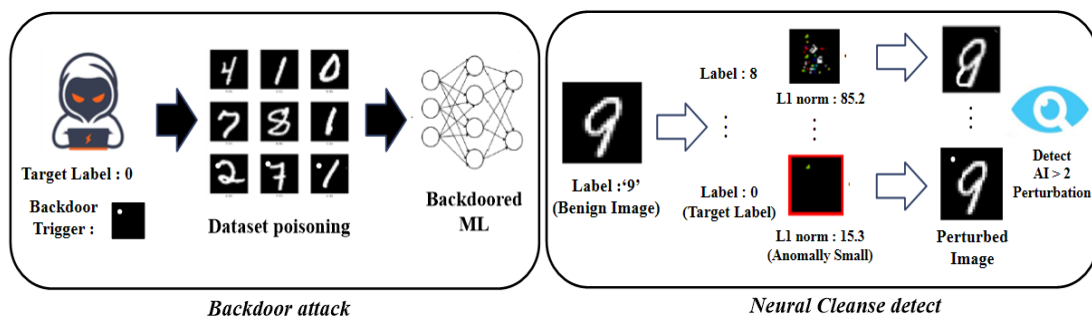 Target Label : 0
Backdoor
Trigger :
Dataset poisoning
Backdoored
ML
Backdoor attack
Label :‘9’
(Benign Image)
Label : 8
L1 norm : 85.2
Label : 0
(Target Label)
L1 norm : 15.3
(Anomally Small)
Perturbed
Image
Detect
AI > 2
Perturbation
Neural Cleanse detect